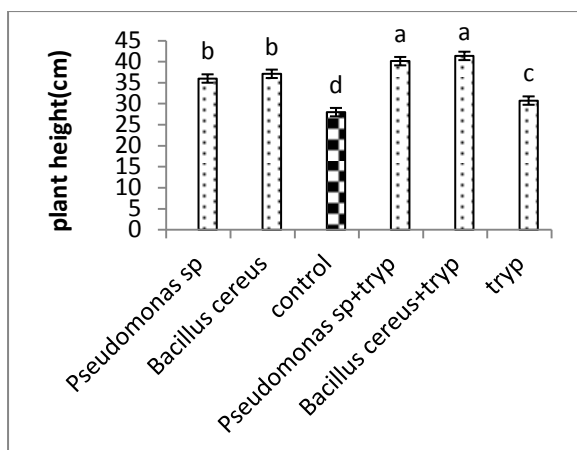 plant height(cm)
45
40
35
30
25
20
15
10
5
0
b
b
d
a
a
c
Pseudomonas sp
Bacillus cereus
control
Pseudomonas sp+tryp
Bacillus cereus+tryp
tryp